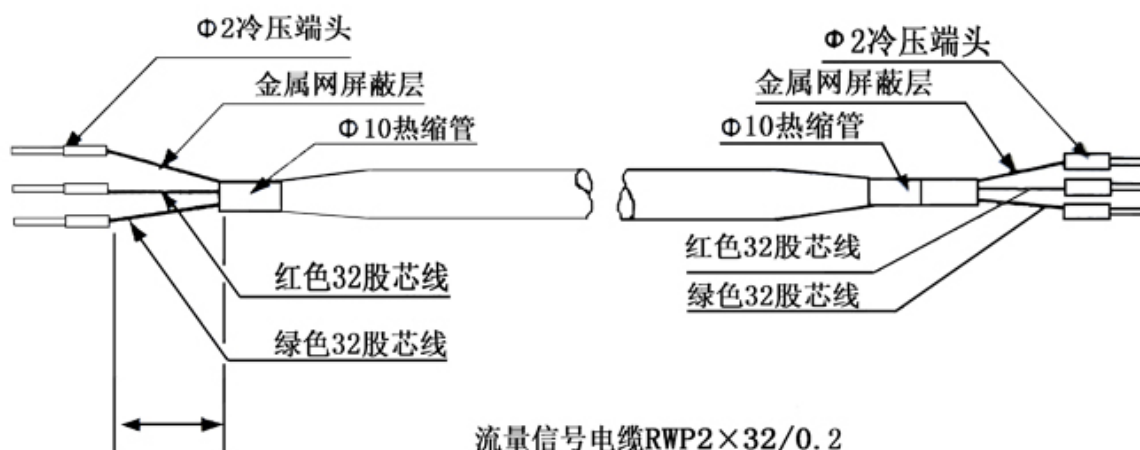 Φ2冷压端头
金属网屏蔽层
Φ10热缩管
红色32股芯线
绿色32股芯线
Φ2冷压端头
金属网屏蔽层
Φ10热缩管
红色32股芯线
绿色32股芯线
流量信号电缆RWP2×32/0.2